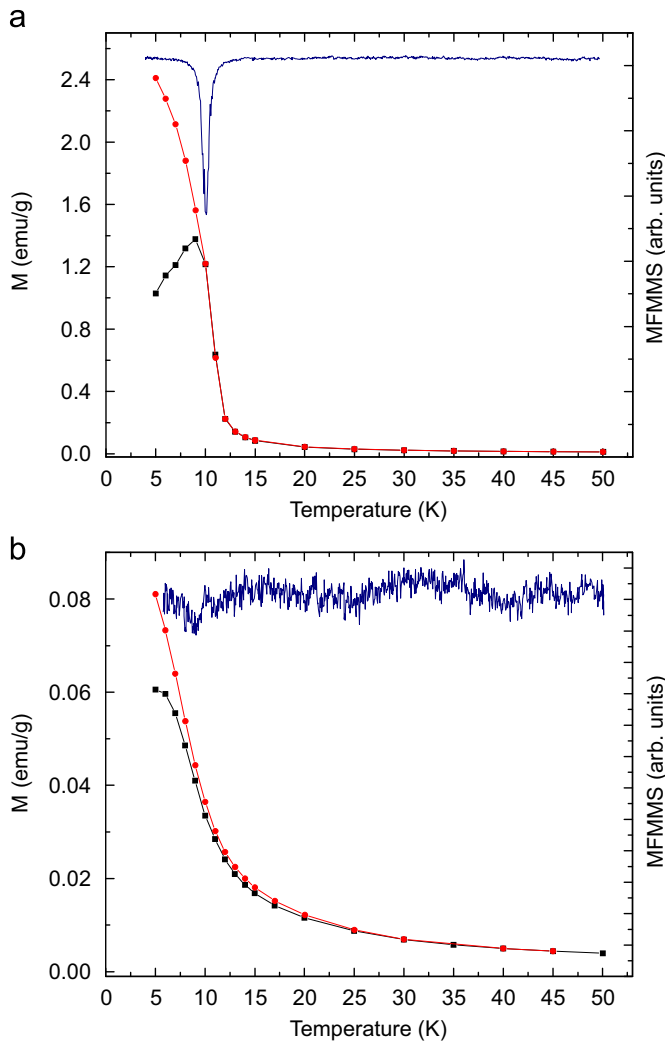 a
2.4
2.0
1.6
1.2
0.8
0.4
0.0
M (emu/g)
MFMMS (arb. units)
0 5 10 15 20 25 30 35 40 45 50
Temperature (K)
b
0.08
0.06
0.04
0.02
0.00
M (emu/g)
MFMMS (arb. units)
0 5 10 15 20 25 30 35 40 45 50
Temperature (K)